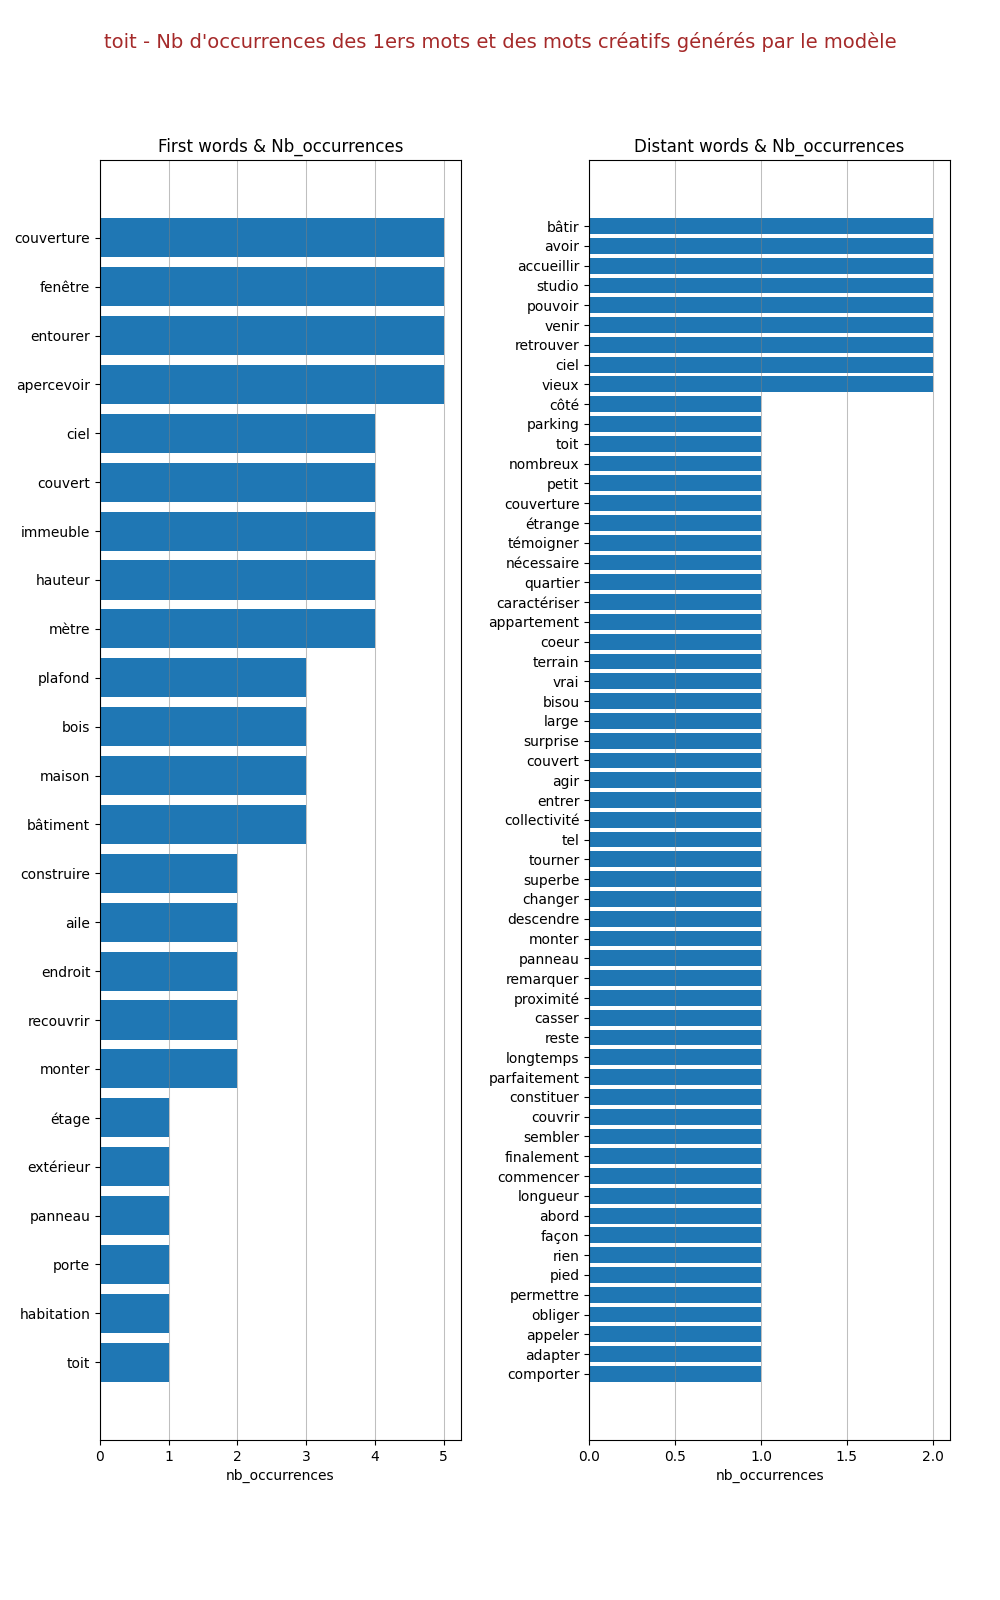 toit - Nb d'occurrences des 1ers mots et des mots créatifs générés par le modèle
First words & Nb_occurrences
couverture
fenêtre
entourer
apercevoir
ciel
couvert
immeuble
hauteur
mètre
plafond
bois
maison
bâtiment
construire
aile
endroit
recouvrir
monter
étage
extérieur
panneau
porte
habitation
toit
0 1 2 3 4 5
nb_occurrences
Distant words & Nb_occurrences
bâtir
avoir
accueillir
studio
pouvoir
venir
retrouver
ciel
vieux
côté
parking
toit
nombreux
petit
couverture
étrange
témoigner
nécessaire
quartier
caractériser
appartement
coeur
terrain
vrai
bisou
large
surprise
couvert
agir
entrer
collectivité
tel
tourner
superbe
changer
descendre
monter
panneau
remarquer
proximité
casser
reste
longtemps
parfaitement
constituer
couvrir
sembler
finalement
commencer
longueur
abord
façon
rien
pied
permettre
obliger
appeler
adapter
comporter
0.0 0.5 1.0 1.5 2.0
nb_occurrences